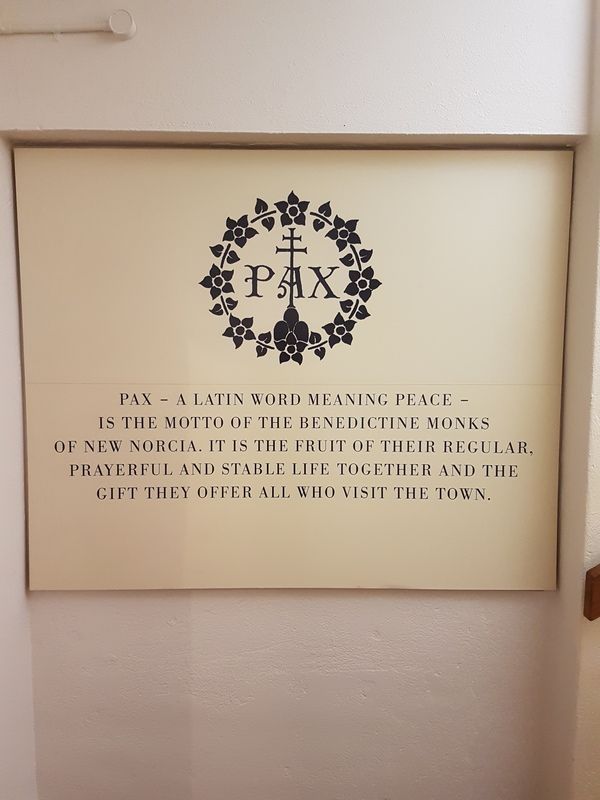 PAX
PAX – A LATIN WORD MEANING PEACE –
IS THE MOTTO OF THE BENEDICTINE MONKS
OF NEW NORCIA. IT IS THE FRUIT OF THEIR REGULAR,
PRAYERFUL AND STABLE LIFE TOGETHER AND THE
GIFT THEY OFFER ALL WHO VISIT THE TOWN.